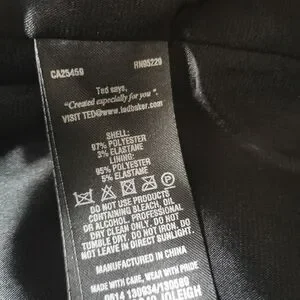 CA25459 RN95229
Ted says,
"Created especially for you".
VISIT TED@www.tedbaker.com
SHELL:
97% POLYESTER
3% ELASTANE
LINING:
95% POLYESTER
5% ELASTANE
DO NOT USE PRODUCTS
CONTAINING BLEACH, OIL
OR ALCOHOL. PROFESSIONAL
DRY CLEAN ONLY. DO NOT
TUMBLE DRY. DO NOT IRON. DO
NOT LEAVE IN DIRECT SUNLIGHT.
MANUFACTURED IN CHINA
MADE WITH CARE. WEAR WITH PRIDE.
JOLEIGH